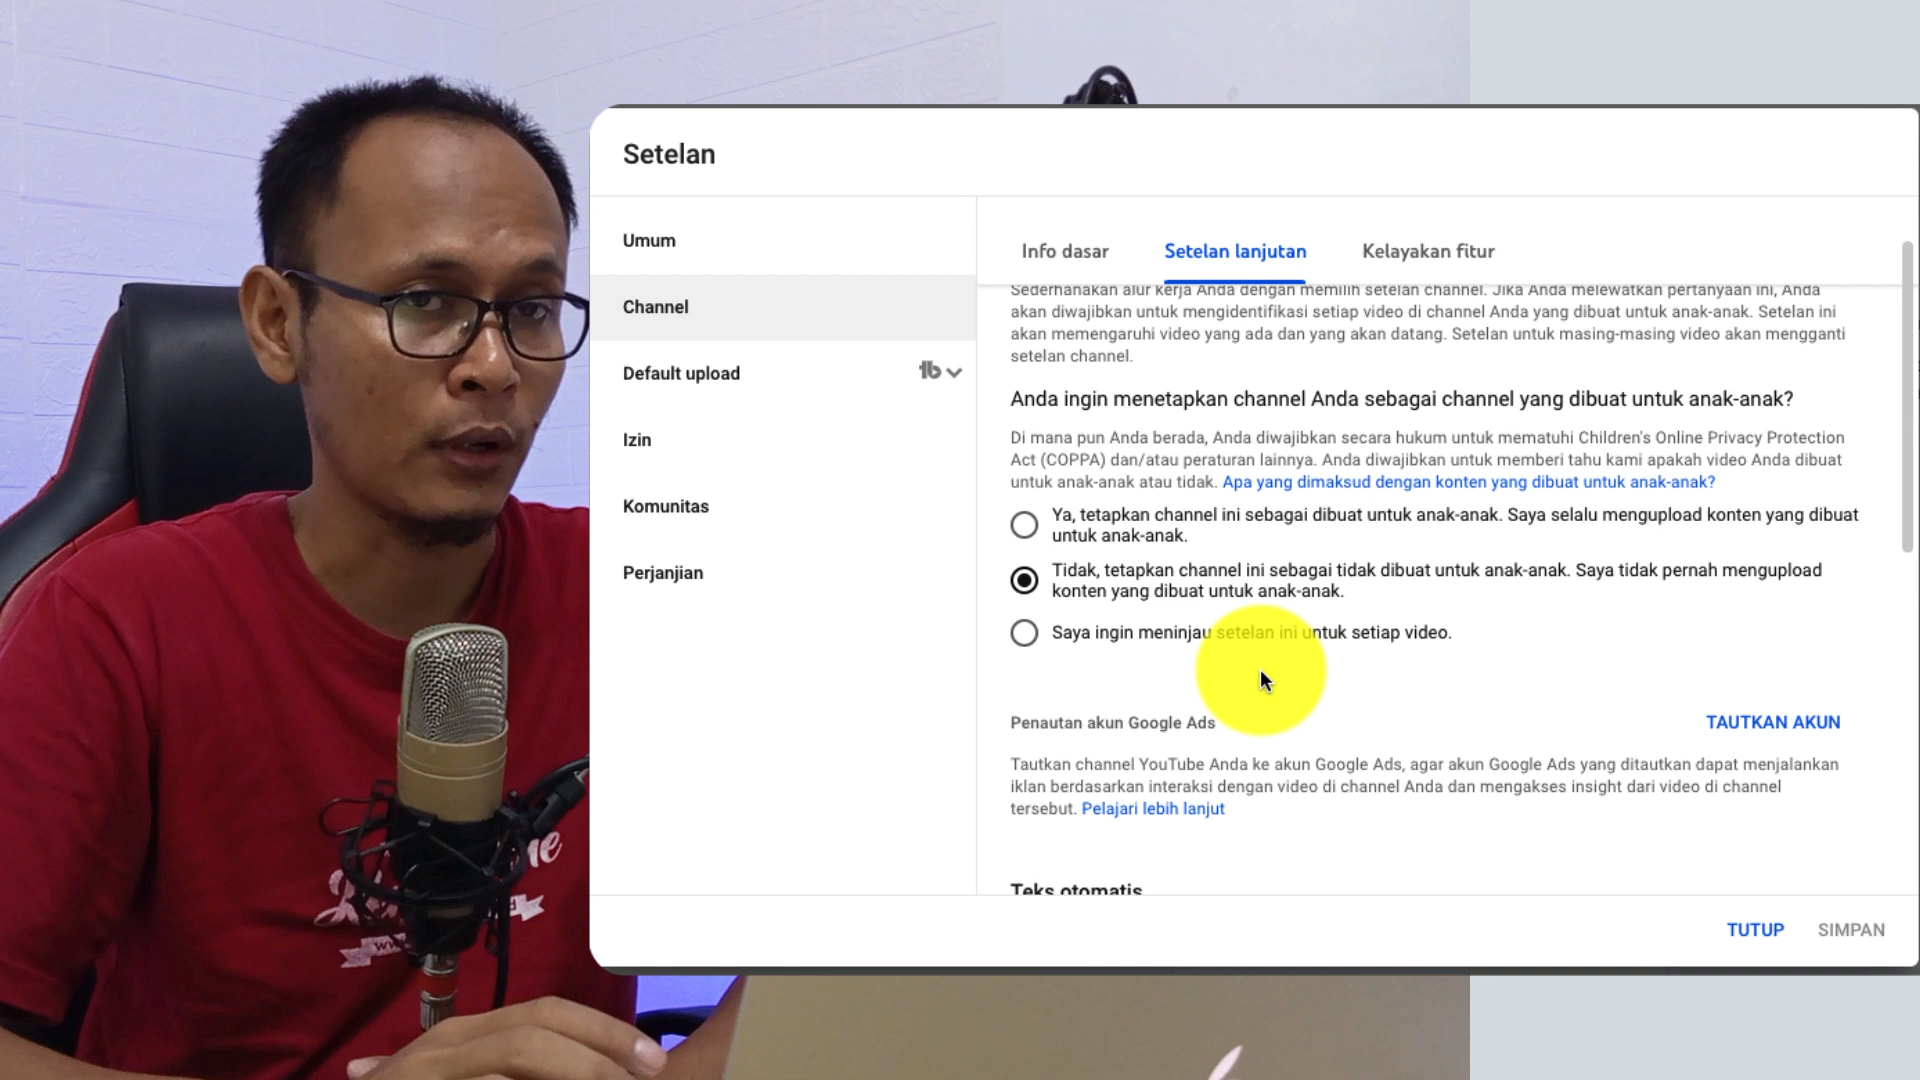 Setelan
Umum
Channel
Default upload
Izin
Komunitas
Perjanjian
Info dasar
Setelan lanjutan
Kelayakan fitur
Sederhanakan alur kerja Anda dengan memilih setelan channel. Jika Anda melewatkan pertanyaan ini, Anda
akan diwajibkan untuk mengidentifikasi setiap video di channel Anda yang dibuat untuk anak-anak. Setelan ini
akan memengaruhi video yang ada dan yang akan datang. Setelan untuk masing-masing video akan mengganti
setelan channel.
Anda ingin menetapkan channel Anda sebagai channel yang dibuat untuk anak-anak?
Di mana pun Anda berada, Anda diwajibkan secara hukum untuk mematuhi Children's Online Privacy Protection
Act (COPPA) dan/atau peraturan lainnya. Anda diwajibkan untuk memberi tahu kami apakah video Anda dibuat
untuk anak-anak atau tidak. Apa yang dimaksud dengan konten yang dibuat untuk anak-anak?
Ya, tetapkan channel ini sebagai dibuat untuk anak-anak. Saya selalu mengupload konten yang dibuat
untuk anak-anak.
Tidak, tetapkan channel ini sebagai tidak dibuat untuk anak-anak. Saya tidak pernah mengupload
konten yang dibuat untuk anak-anak.
Saya ingin meninjau setelan ini untuk setiap video.
Penautan akun Google Ads
TAUTKAN AKUN
Tautkan channel YouTube Anda ke akun Google Ads, agar akun Google Ads yang ditautkan dapat menjalankan
iklan berdasarkan interaksi dengan video di channel Anda dan mengakses insight dari video di channel
tersebut. Pelajari lebih lanjut
Teks otomatis
TUTUP
SIMPAN